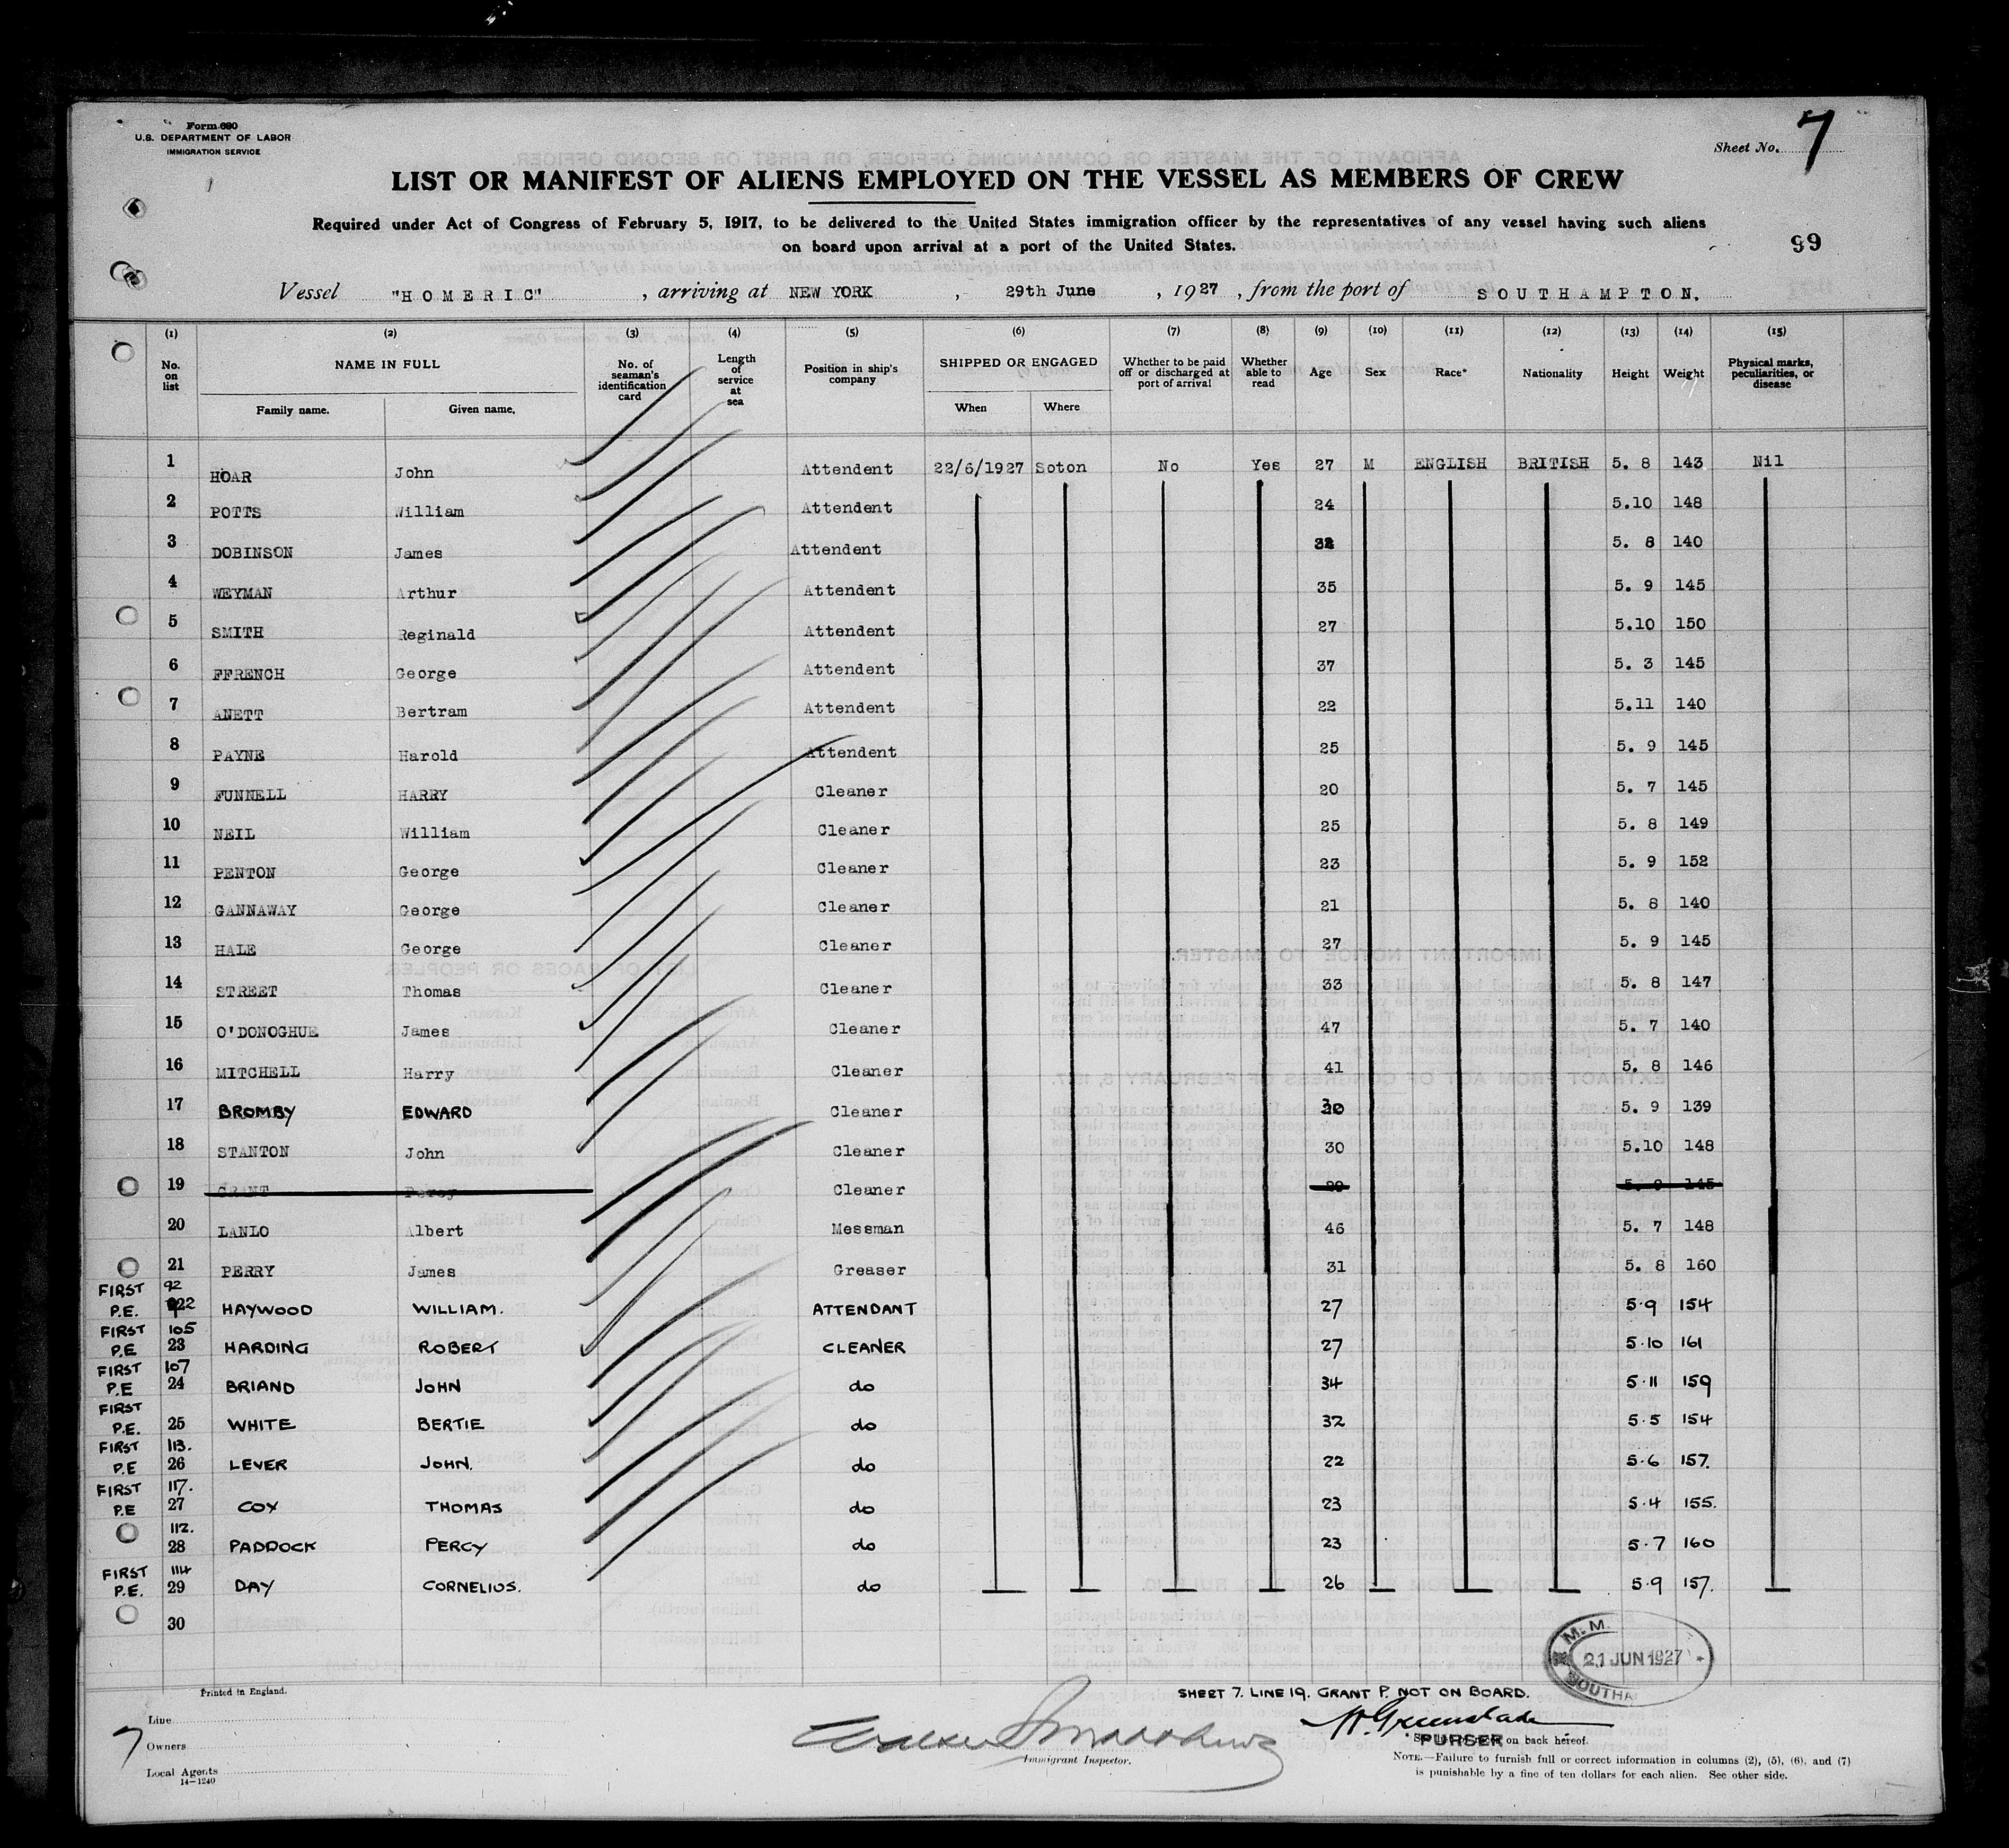 Form 680
U.S. DEPARTMENT OF LABOR
IMMIGRATION SERVICE
Sheet No. 7
LIST OR MANIFEST OF ALIENS EMPLOYED ON THE VESSEL AS MEMBERS OF CREW
Required under Act of Congress of February 5, 1917, to be delivered to the United States immigration officer by the representatives of any vessel having such aliens
on board upon arrival at a port of the United States.
99
Vessel "HOMERIC", arriving at NEW YORK, 29th June, 1927, from the port of SOUTHAMPTON.
(1) (2) (3) (4) (5) (6) (7) (8) (9) (10) (11) (12) (13) (14) (15)
No. on list NAME IN FULL Family name. Given name. No. of seaman's identification card Length of service at sea Position in ship's company SHIPPED OR ENGAGED When Where Whether to be paid off or discharged at port of arrival Whether able to read Age Sex Race* Nationality Height Weight Physical marks, peculiarities, or disease
1 HOAR John Attendent 22/6/1927 Soton No Yes 27 M ENGLISH BRITISH 5. 8 143 Nil
2 POTTS William Attendent 24 5.10 148
3 DOBINSON James Attendent 5. 8 140
4 WEYMAN Arthur Attendent 35 5. 9 145
5 SMITH Reginald Attendent 27 5.10 150
6 FFRENCH George Attendent 37 5. 3 145
7 ANETT Bertram Attendent 22 5.11 140
8 PAYNE Harold Attendent 25 5. 9 145
9 FUNNELL HARRY Cleaner 20 5. 7 145
10 NEIL William Cleaner 25 5. 8 149
11 PENTON George Cleaner 23 5. 9 152
12 GANNAWAY George Cleaner 21 5. 8 140
13 HALE George Cleaner 27 5. 9 145
14 STREET Thomas Cleaner 33 5. 8 147
15 O'DONOGHUE James Cleaner 47 5. 7 140
16 MITCHELL Harry Cleaner 41 5. 8 146
17 BROMBY EDWARD Cleaner 5. 9 139
18 STANTON John Cleaner 30 5.10 148
19 GRANT Percy Cleaner
20 LANLO Albert Messman 46 5. 7 148
21 PERRY James Greaser 31 5. 8 160
FIRST 92
P.E. 22 HAYWOOD WILLIAM. ATTENDANT 27 5.9 154
FIRST 105
P.E 23 HARDING ROBERT CLEANER 27 5.10 161
FIRST 107
P.E 24 BRIAND JOHN do 34 5.11 159
FIRST
P.E. 25 WHITE BERTIE do 32 5.5 154
FIRST 113.
P.E 26 LEVER JOHN. do 22 5.6 157.
FIRST 117.
P.E 27 COX THOMAS do 23 5.4 155.
112.
28 PADDOCK PERCY do 23 5.7 160
FIRST 114
P.E. 29 DAY CORNELIUS. do 26 5.9 157.
30
M.M.
21 JUN 1927
Printed in England.
SHEET 7. LINE 19. GRANT P. NOT ON BOARD.
Line
7 Owners
Local Agents
14—1240
Immigrant Inspector.
PURSER
on back hereof.
NOTE.—Failure to furnish full or correct information in columns (2), (5), (6), and (7)
is punishable by a fine of ten dollars for each alien. See other side.